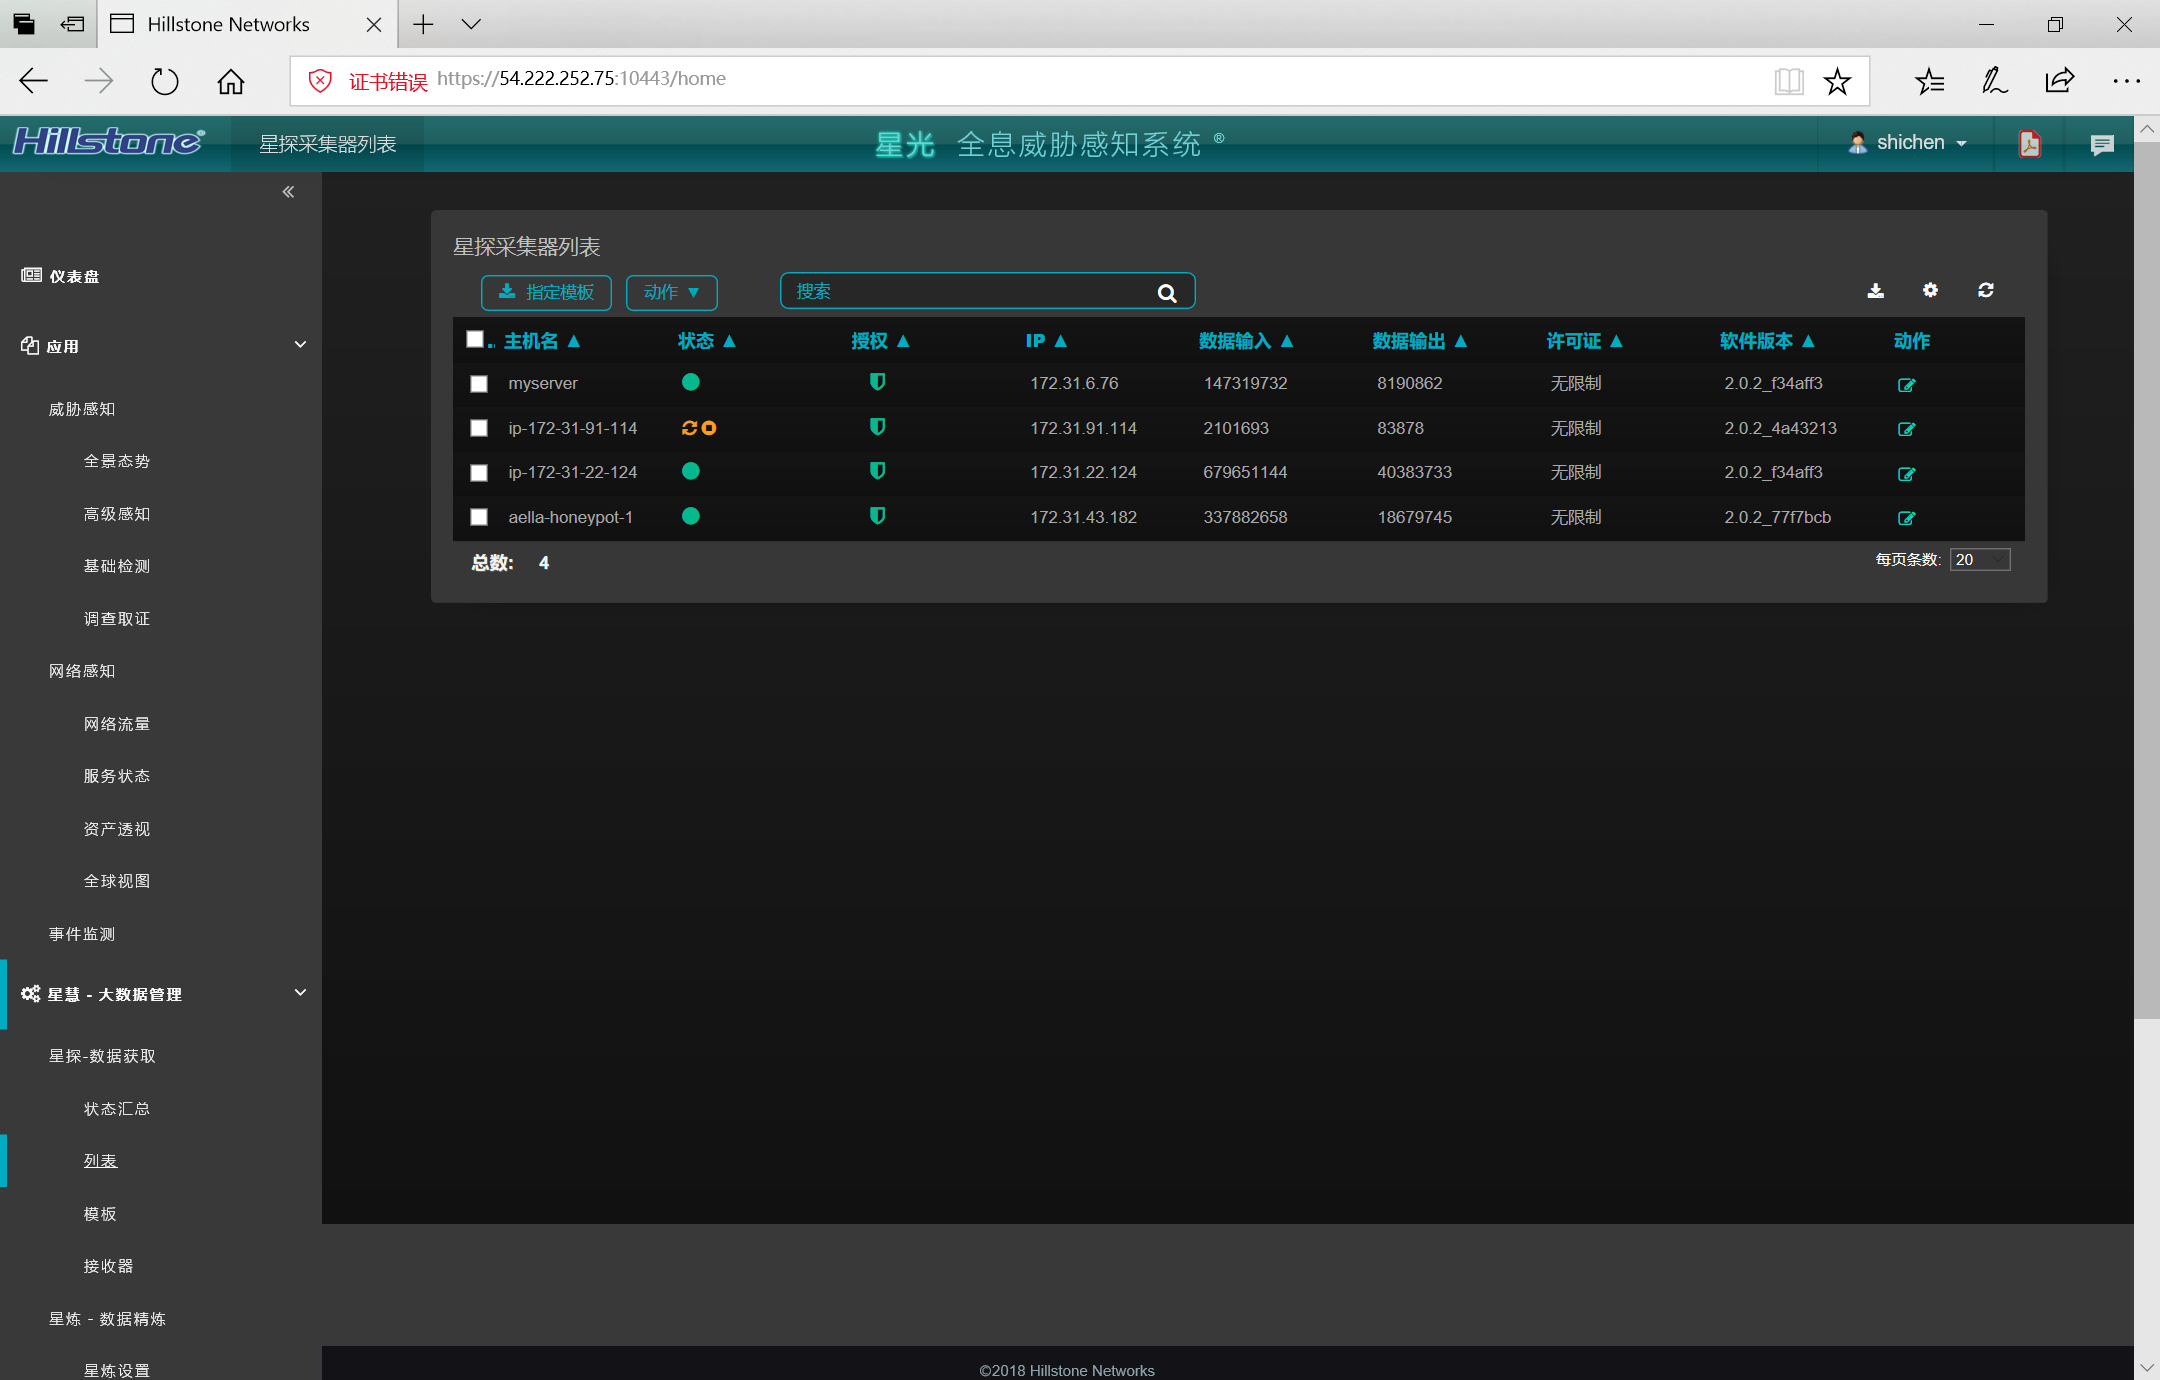 Hillstone Networks
证书错误 https://54.222.252.75:10443/home
Hillstone®
星探采集器列表
星光 全息威胁感知系统 ®
shichen
仪表盘
应用
威胁感知
全景态势
高级感知
基础检测
调查取证
网络感知
网络流量
服务状态
资产透视
全球视图
事件监测
星慧 - 大数据管理
星探-数据获取
状态汇总
列表
模板
接收器
星炼 - 数据精炼
星炼设置
星探采集器列表
指定模板 动作 ▼ 搜索
.. 主机名 ▲ 状态 ▲ 授权 ▲ IP ▲ 数据输入 ▲ 数据输出 ▲ 许可证 ▲ 软件版本 ▲ 动作
myserver 172.31.6.76 147319732 8190862 无限制 2.0.2_f34aff3
ip-172-31-91-114 172.31.91.114 2101693 83878 无限制 2.0.2_4a43213
ip-172-31-22-124 172.31.22.124 679651144 40383733 无限制 2.0.2_f34aff3
aella-honeypot-1 172.31.43.182 337882658 18679745 无限制 2.0.2_77f7bcb
总数: 4
每页条数: 20
©2018 Hillstone Networks